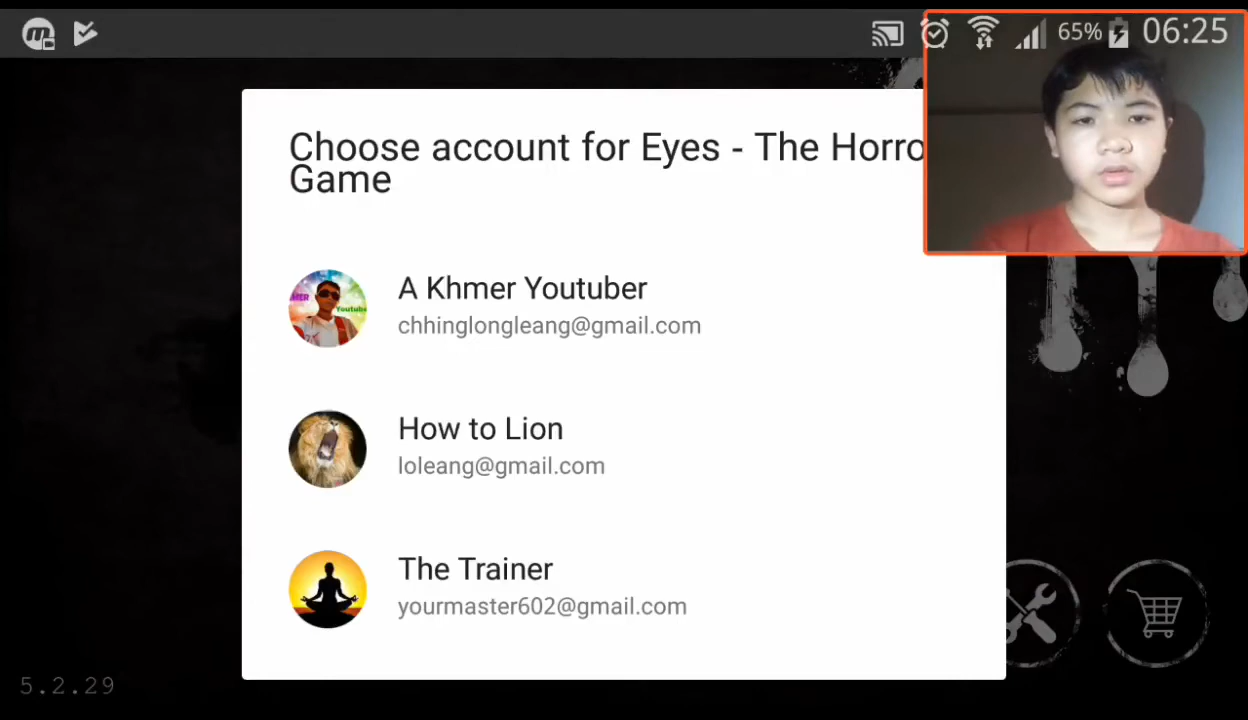 65% 06:25
Choose account for Eyes - The Horro
Game
A Khmer Youtuber
chhinglongleang@gmail.com
How to Lion
loleang@gmail.com
The Trainer
yourmaster602@gmail.com
5.2.29